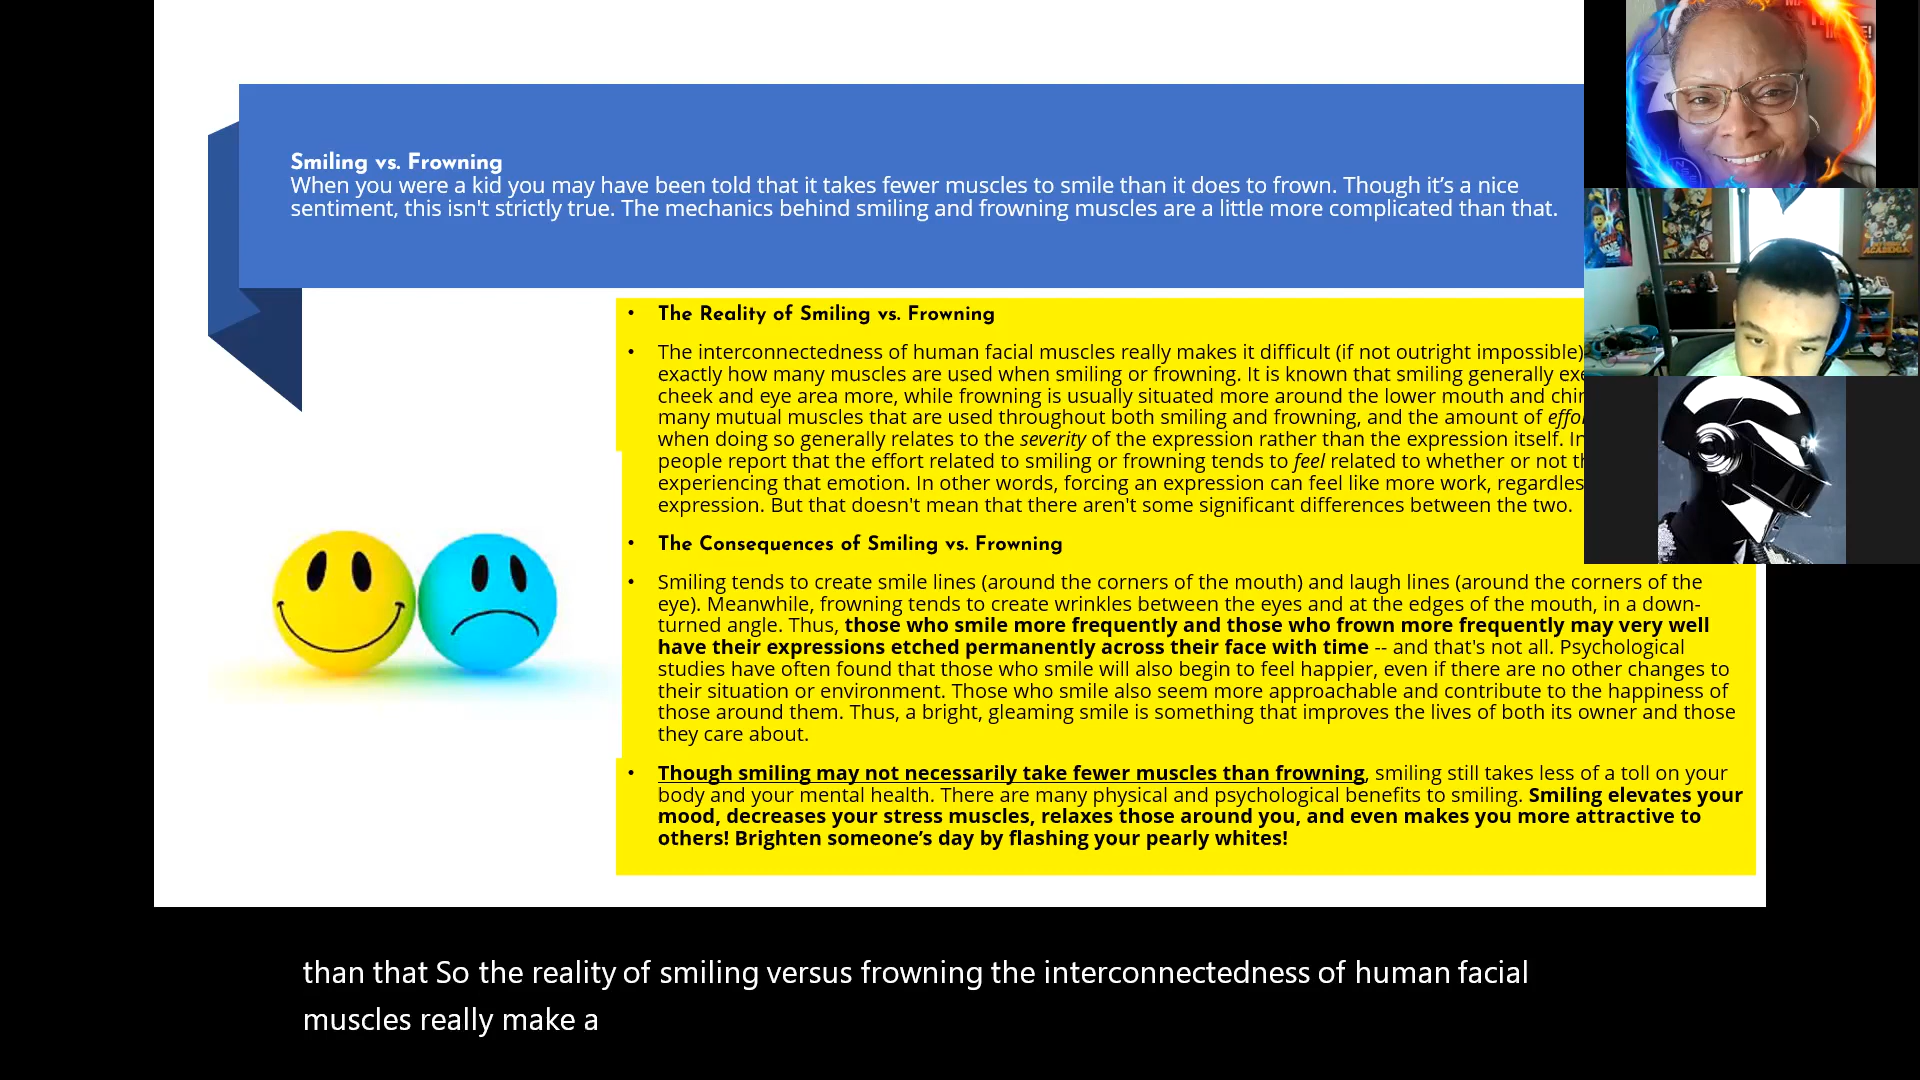 Smiling vs. Frowning
When you were a kid you may have been told that it takes fewer muscles to smile than it does to frown. Though it’s a nice
sentiment, this isn't strictly true. The mechanics behind smiling and frowning muscles are a little more complicated than that.
• The Reality of Smiling vs. Frowning
• The interconnectedness of human facial muscles really makes it difficult (if not outright impossible)
exactly how many muscles are used when smiling or frowning. It is known that smiling generally
cheek and eye area more, while frowning is usually situated more around the lower mouth and
many mutual muscles that are used throughout both smiling and frowning, and the amount of
when doing so generally relates to the severity of the expression rather than the expression itself.
people report that the effort related to smiling or frowning tends to feel related to whether or not
experiencing that emotion. In other words, forcing an expression can feel like more work, regardless
expression. But that doesn't mean that there aren't some significant differences between the two.
• The Consequences of Smiling vs. Frowning
• Smiling tends to create smile lines (around the corners of the mouth) and laugh lines (around the corners of the
eye). Meanwhile, frowning tends to create wrinkles between the eyes and at the edges of the mouth, in a down-
turned angle. Thus, those who smile more frequently and those who frown more frequently may very well
have their expressions etched permanently across their face with time -- and that's not all. Psychological
studies have often found that those who smile will also begin to feel happier, even if there are no other changes to
their situation or environment. Those who smile also seem more approachable and contribute to the happiness of
those around them. Thus, a bright, gleaming smile is something that improves the lives of both its owner and those
they care about.
• Though smiling may not necessarily take fewer muscles than frowning, smiling still takes less of a toll on your
body and your mental health. There are many physical and psychological benefits to smiling. Smiling elevates your
mood, decreases your stress muscles, relaxes those around you, and even makes you more attractive to
others! Brighten someone’s day by flashing your pearly whites!
than that So the reality of smiling versus frowning the interconnectedness of human facial
muscles really make a